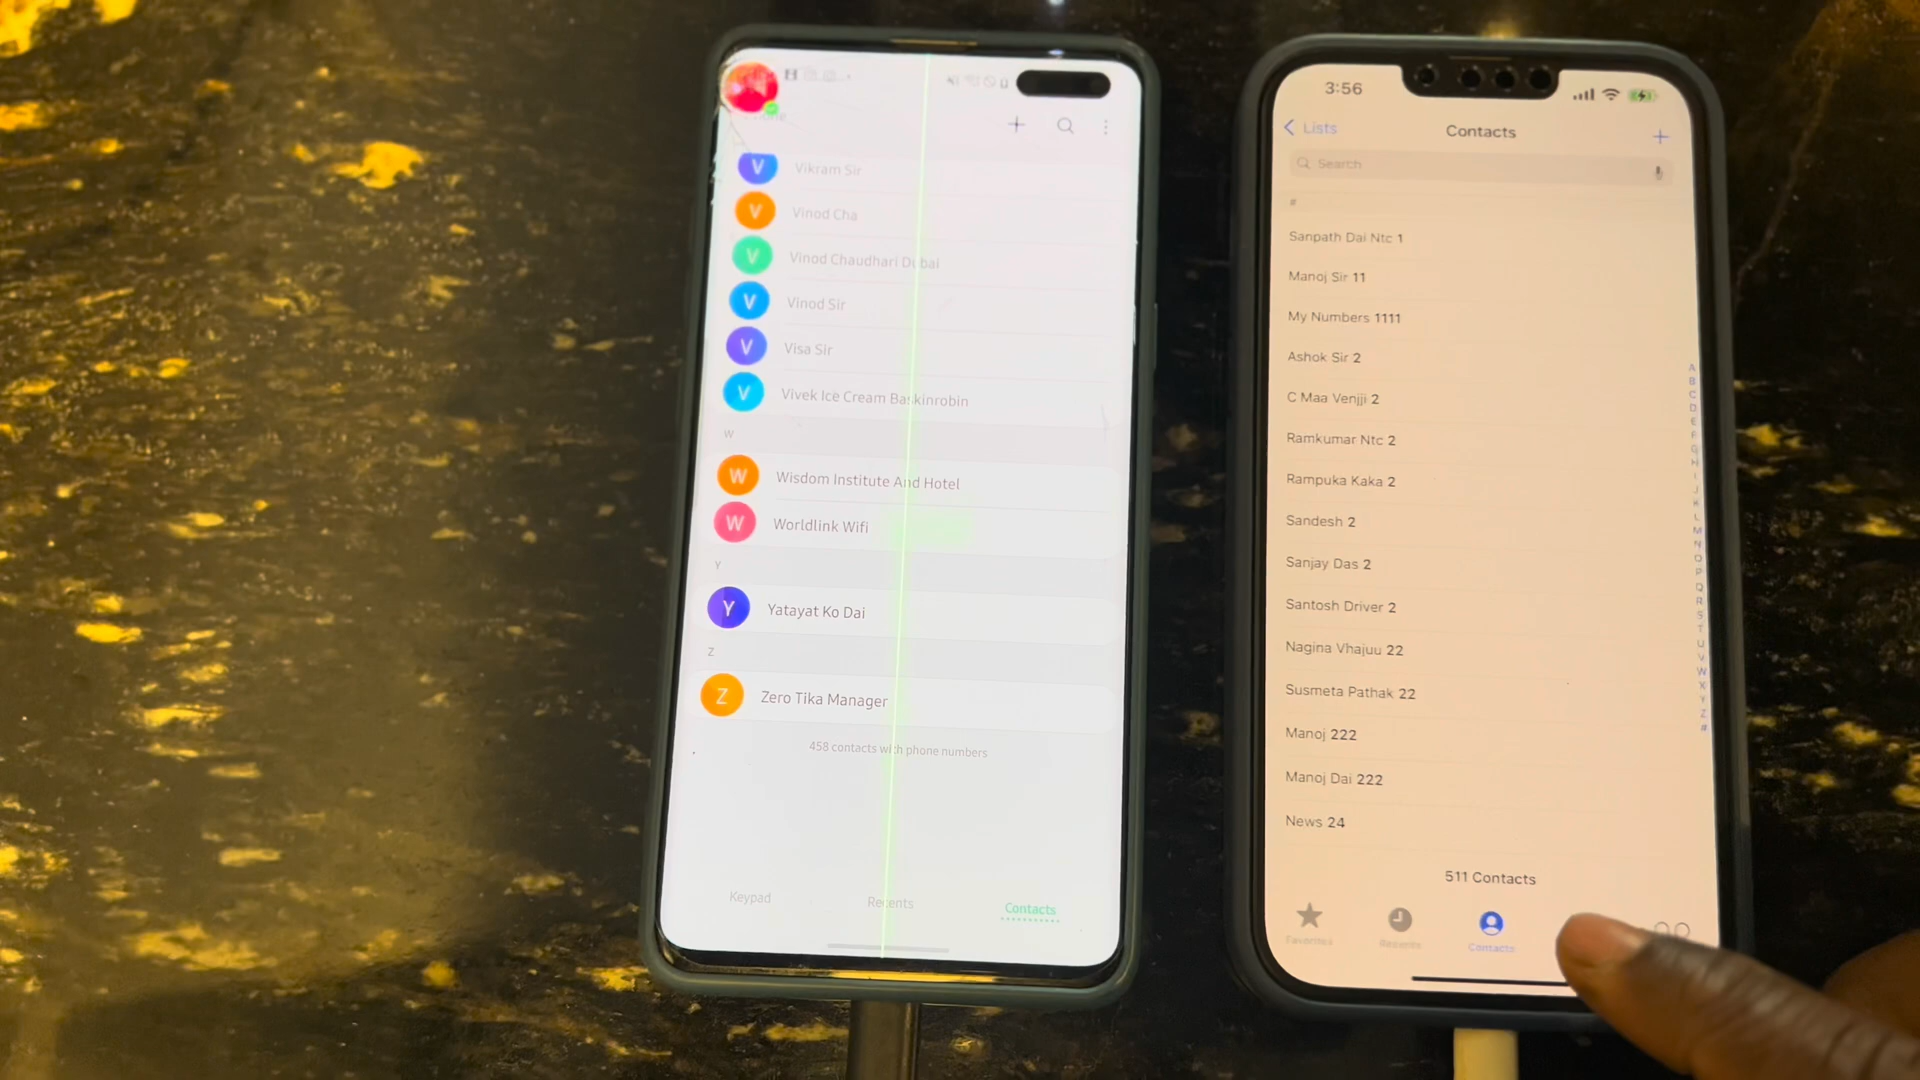 V Vikram Sir
V Vinod Cha
V Vinod Chaudhari Dubai
V Vinod Sir
V Visa Sir
V Vivek Ice Cream Baskinrobin
W
W Wisdom Institute And Hotel
W Worldlink Wifi
Y
Y Yatayat Ko Dai
Z
Z Zero Tika Manager
458 contacts with phone numbers
Keypad Recents Contacts
3:56
Lists Contacts +
Search
#
Sanpath Dai Ntc 1
Manoj Sir 11
My Numbers 1111
Ashok Sir 2
C Maa Venjji 2
Ramkumar Ntc 2
Rampuka Kaka 2
Sandesh 2
Sanjay Das 2
Santosh Driver 2
Nagina Vhajuu 22
Susmeta Pathak 22
Manoj 222
Manoj Dai 222
News 24
511 Contacts
Favorites Recents Contacts
A
B
C
D
E
F
G
H
I
J
K
L
M
N
O
P
Q
R
S
T
U
V
W
X
Y
Z
#